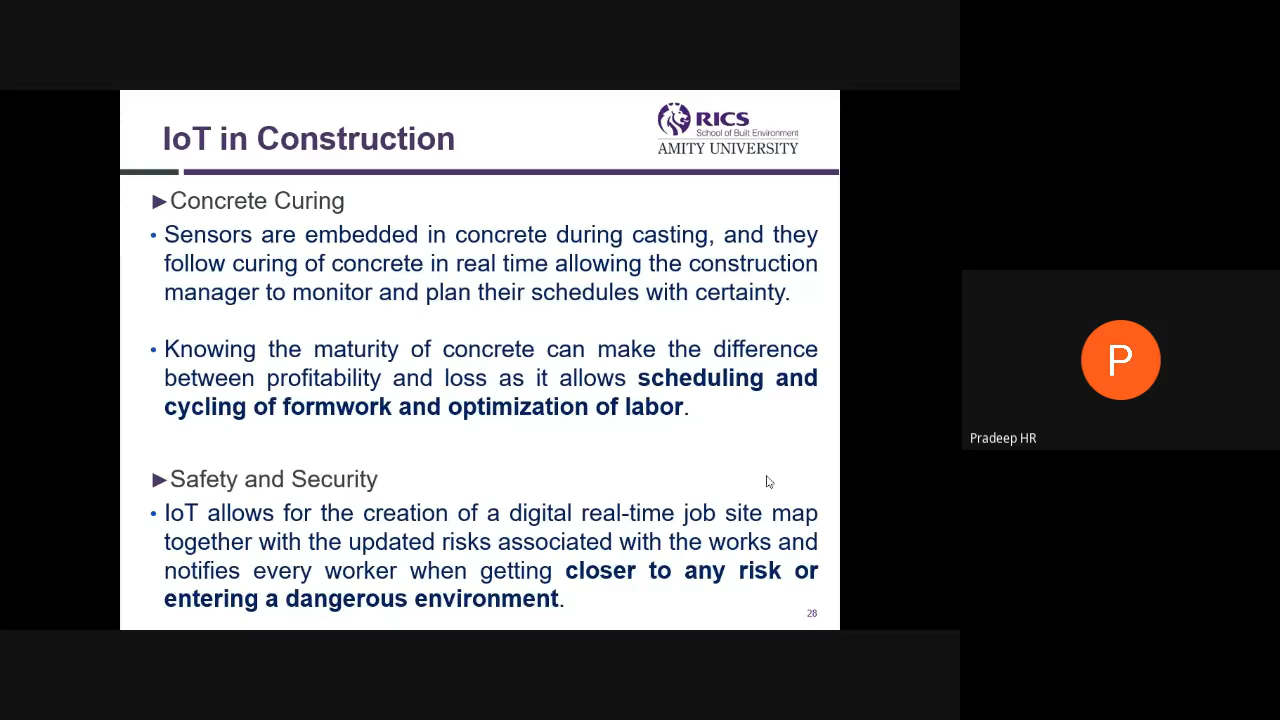 IoT in Construction
RICS
School of Built Environment
AMITY UNIVERSITY
►Concrete Curing
• Sensors are embedded in concrete during casting, and they
follow curing of concrete in real time allowing the construction
manager to monitor and plan their schedules with certainty.
• Knowing the maturity of concrete can make the difference
between profitability and loss as it allows scheduling and
cycling of formwork and optimization of labor.
►Safety and Security
• IoT allows for the creation of a digital real-time job site map
together with the updated risks associated with the works and
notifies every worker when getting closer to any risk or
entering a dangerous environment.
28
P
Pradeep HR